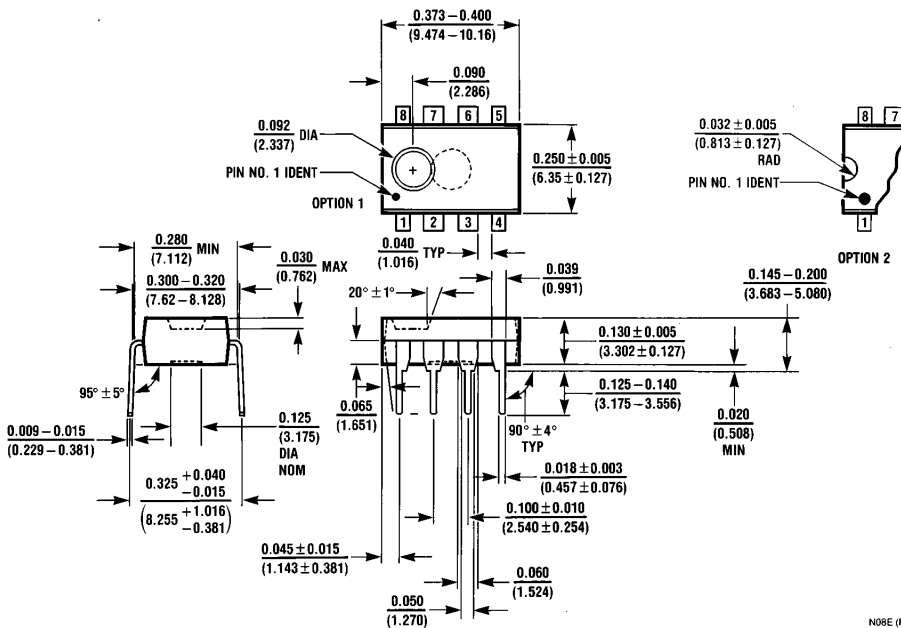 0.373 – 0.400
(9.474 – 10.16)
0.090
(2.286)
8 7 6 5
0.092 DIA
(2.337)
PIN NO. 1 IDENT
OPTION 1
0.250 ± 0.005
(6.35 ± 0.127)
1 2 3 4
0.032 ± 0.005
(0.813 ± 0.127)
RAD
PIN NO. 1 IDENT
8 7
1
OPTION 2
0.280 MIN
(7.112)
0.300 – 0.320
(7.62 – 8.128)
0.030 MAX
(0.762)
0.040 TYP
(1.016)
0.039
(0.991)
20° ± 1°
0.145 – 0.200
(3.683 – 5.080)
0.130 ± 0.005
(3.302 ± 0.127)
0.125 – 0.140
(3.175 – 3.556)
0.020
(0.508)
MIN
95° ± 5°
0.009 – 0.015
(0.229 – 0.381)
0.125
(3.175)
DIA
NOM
0.065
(1.651)
90° ± 4°
TYP
0.018 ± 0.003
(0.457 ± 0.076)
0.325 +0.040
−0.015
(8.255 +1.016
−0.381)
0.100 ± 0.010
(2.540 ± 0.254)
0.045 ± 0.015
(1.143 ± 0.381)
0.060
(1.524)
0.050
(1.270)
N08E